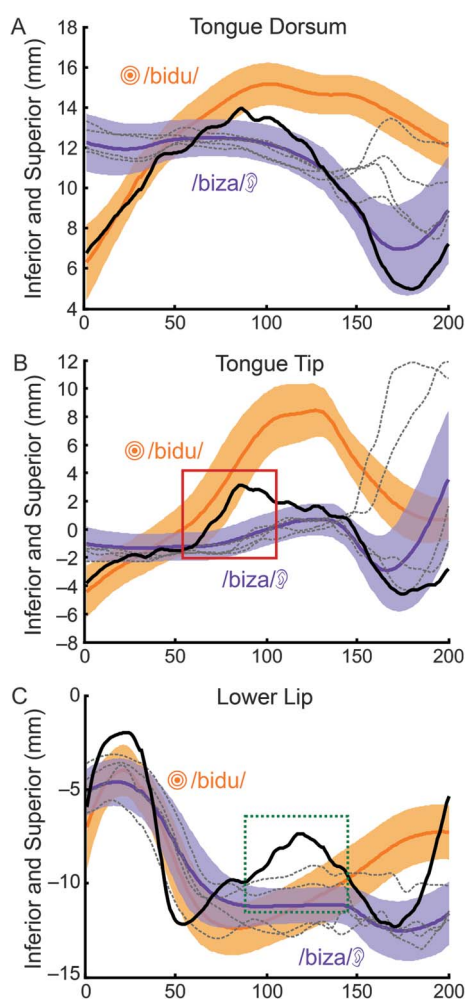 A
Tongue Dorsum
Inferior and Superior (mm)
18
16
14
12
10
8
6
4
/bidu/
/biza/
0
50
100
150
200
B
Tongue Tip
Inferior and Superior (mm)
12
10
8
6
4
2
0
−2
−4
−6
−8
/bidu/
/biza/
0
50
100
150
200
C
Lower Lip
Inferior and Superior (mm)
0
−5
−10
−15
/bidu/
/biza/
0
50
100
150
200